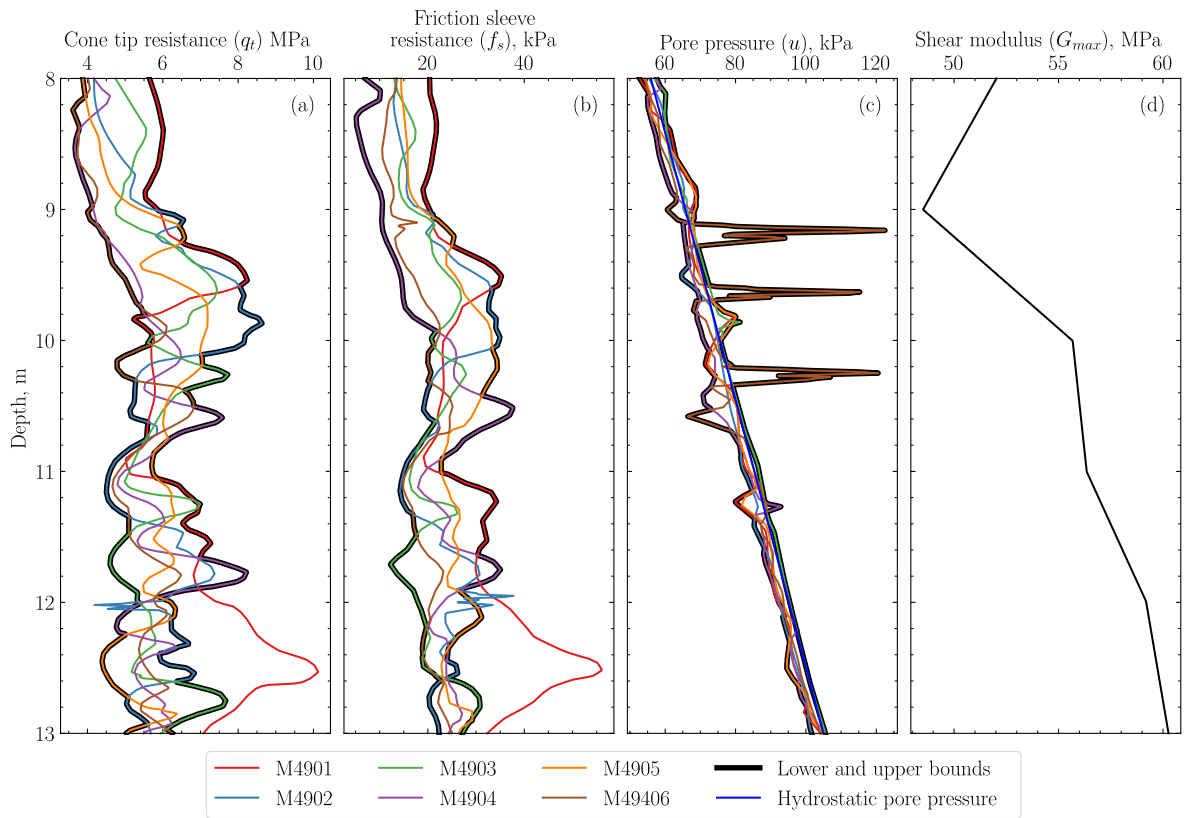 Cone tip resistance (q_t) MPa
4 6 8 10
Friction sleeve
resistance (f_s), kPa
20 40
Pore pressure (u), kPa
60 80 100 120
Shear modulus (G_max), MPa
50 55 60
Depth, m
8
9
10
11
12
13
(a)
(b)
(c)
(d)
M4901
M4902
M4903
M4904
M4905
M49406
Lower and upper bounds
Hydrostatic pore pressure